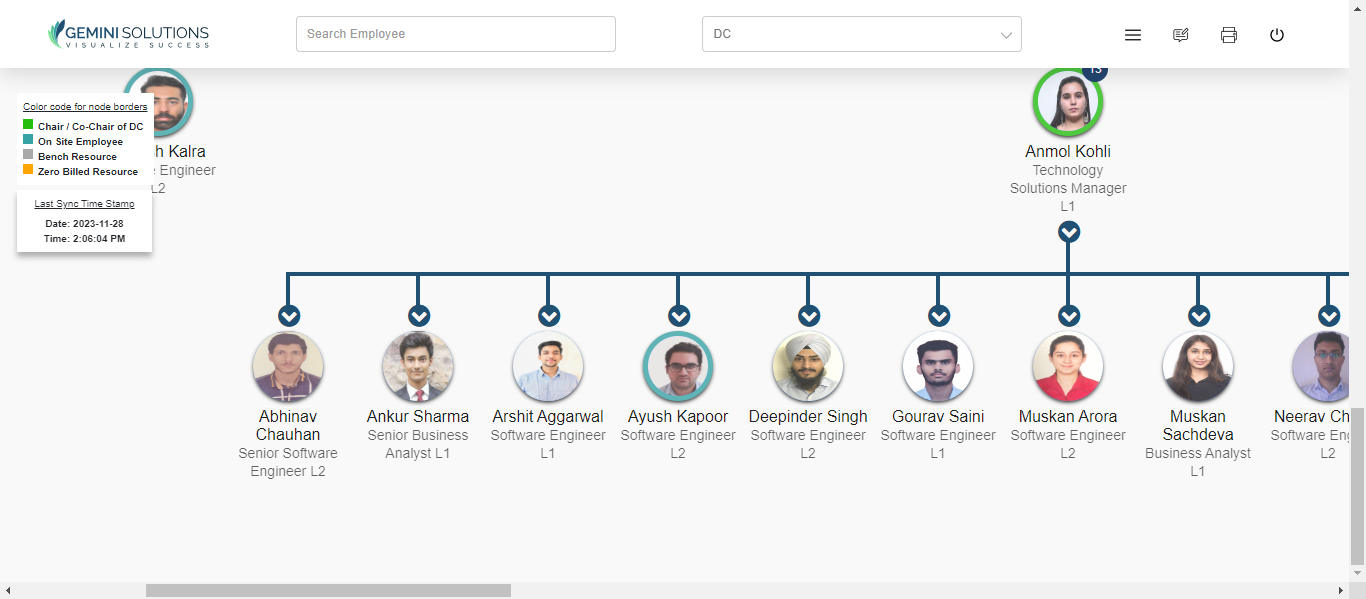 GEMINI SOLUTIONS
VISUALIZE SUCCESS
Search Employee
DC
13
Color code for node borders
Chair / Co-Chair of DC
On Site Employee
Bench Resource
Zero Billed Resource
Last Sync Time Stamp
Date: 2023-11-28
Time: 2:06:04 PM
Kalra
Engineer
L2
Anmol Kohli
Technology
Solutions Manager
L1
Abhinav
Chauhan
Senior Software
Engineer L2
Ankur Sharma
Senior Business
Analyst L1
Arshit Aggarwal
Software Engineer
L1
Ayush Kapoor
Software Engineer
L2
Deepinder Singh
Software Engineer
L2
Gourav Saini
Software Engineer
L1
Muskan Arora
Software Engineer
L2
Muskan
Sachdeva
Business Analyst
L1
Neerav
Software
L2